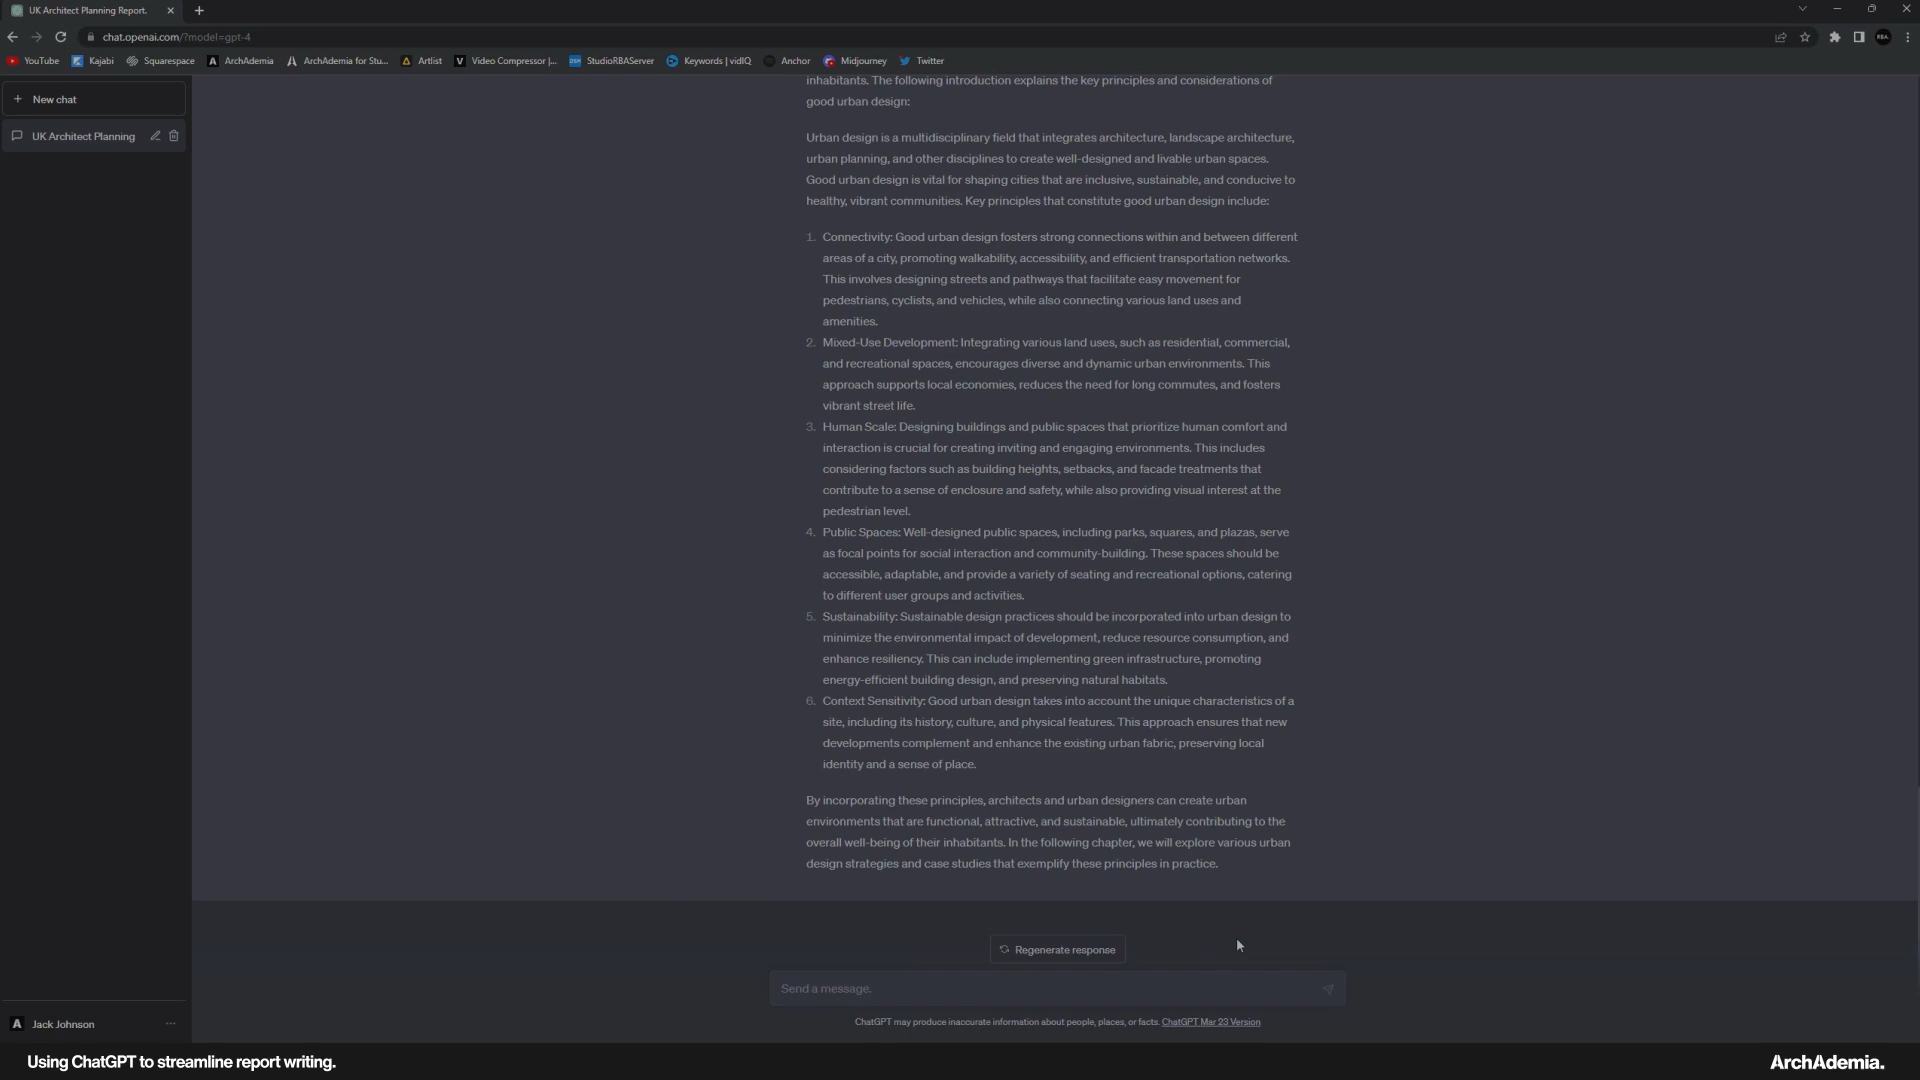 UK Architect Planning Report.
chat.openai.com/?model=gpt-4
YouTube Kajabi Squarespace ArchAdemia ArchAdemia for Stu... Artlist Video Compressor |... StudioRBAServer Keywords | vidIQ Anchor Midjourney Twitter
New chat
UK Architect Planning
inhabitants. The following introduction explains the key principles and considerations of
good urban design:
Urban design is a multidisciplinary field that integrates architecture, landscape architecture,
urban planning, and other disciplines to create well-designed and livable urban spaces.
Good urban design is vital for shaping cities that are inclusive, sustainable, and conducive to
healthy, vibrant communities. Key principles that constitute good urban design include:
1. Connectivity: Good urban design fosters strong connections within and between different
areas of a city, promoting walkability, accessibility, and efficient transportation networks.
This involves designing streets and pathways that facilitate easy movement for
pedestrians, cyclists, and vehicles, while also connecting various land uses and
amenities.
2. Mixed-Use Development: Integrating various land uses, such as residential, commercial,
and recreational spaces, encourages diverse and dynamic urban environments. This
approach supports local economies, reduces the need for long commutes, and fosters
vibrant street life.
3. Human Scale: Designing buildings and public spaces that prioritize human comfort and
interaction is crucial for creating inviting and engaging environments. This includes
considering factors such as building heights, setbacks, and facade treatments that
contribute to a sense of enclosure and safety, while also providing visual interest at the
pedestrian level.
4. Public Spaces: Well-designed public spaces, including parks, squares, and plazas, serve
as focal points for social interaction and community-building. These spaces should be
accessible, adaptable, and provide a variety of seating and recreational options, catering
to different user groups and activities.
5. Sustainability: Sustainable design practices should be incorporated into urban design to
minimize the environmental impact of development, reduce resource consumption, and
enhance resiliency. This can include implementing green infrastructure, promoting
energy-efficient building design, and preserving natural habitats.
6. Context Sensitivity: Good urban design takes into account the unique characteristics of a
site, including its history, culture, and physical features. This approach ensures that new
developments complement and enhance the existing urban fabric, preserving local
identity and a sense of place.
By incorporating these principles, architects and urban designers can create urban
environments that are functional, attractive, and sustainable, ultimately contributing to the
overall well-being of their inhabitants. In the following chapter, we will explore various urban
design strategies and case studies that exemplify these principles in practice.
Regenerate response
Send a message.
ChatGPT may produce inaccurate information about people, places, or facts. ChatGPT Mar 23 Version
A Jack Johnson
Using ChatGPT to streamline report writing.
ArchAdemia.